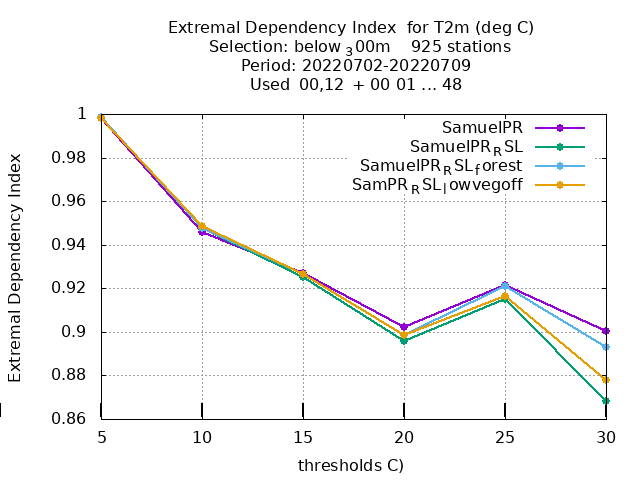 Extremal Dependency Index for T2m (deg C)
Selection: below ₃00m 925 stations
Period: 20220702-20220709
Used 00,12 + 00 01 ... 48
SamuelPR
SamuelPR_RSL
SamuelPR_RSL_forest
SamPR_RSL_lowvegoff
Extremal Dependency Index
1
0.98
0.96
0.94
0.92
0.9
0.88
0.86
5 10 15 20 25 30
thresholds C)